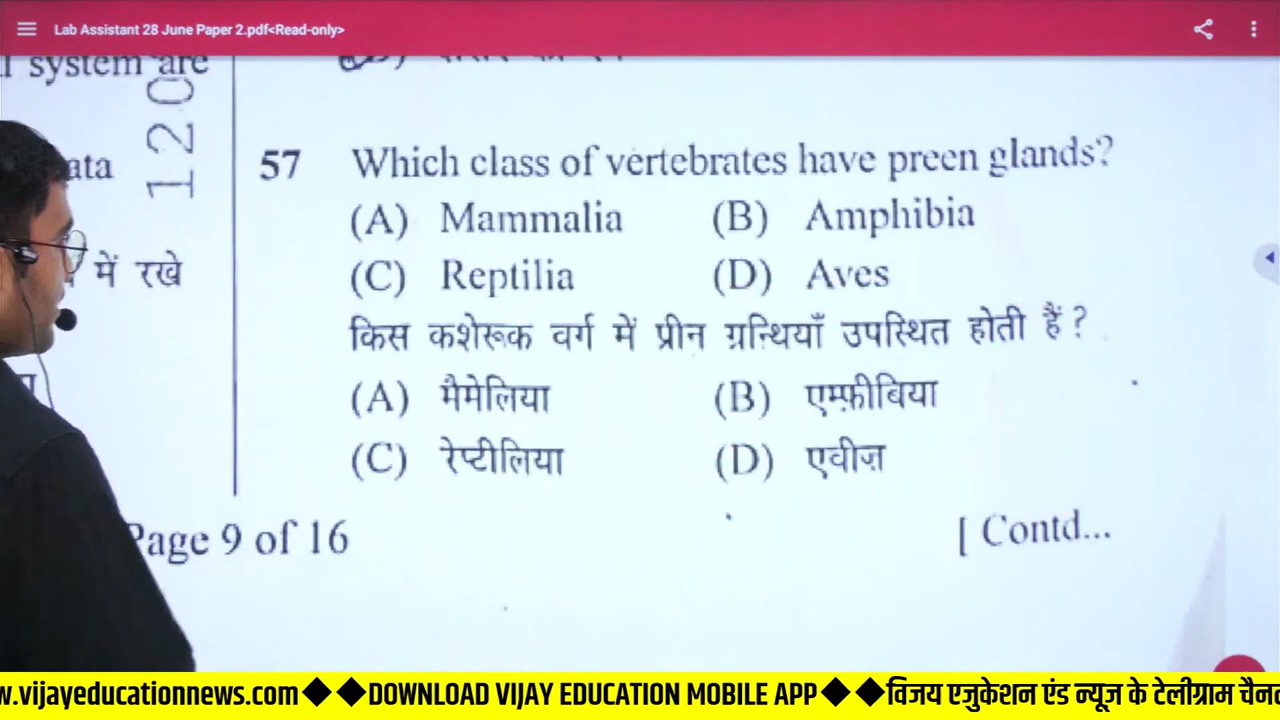 Lab Assistant 28 June Paper 2.pdf<Read-only>
system are
120
ata
में रखे
57 Which class of vertebrates have preen glands?
(A) Mammalia (B) Amphibia
(C) Reptilia (D) Aves
किस कशेरूक वर्ग में प्रीन ग्रन्थियाँ उपस्थित होती हैं ?
(A) मैमेलिया (B) एम्फ़ीबिया
(C) रेप्टीलिया (D) एवीज़
Page 9 of 16 [ Contd...
w.vijayeducationnews.com ◆◆DOWNLOAD VIJAY EDUCATION MOBILE APP◆◆विजय एजुकेशन एंड न्यूज के टेलीग्राम चैन